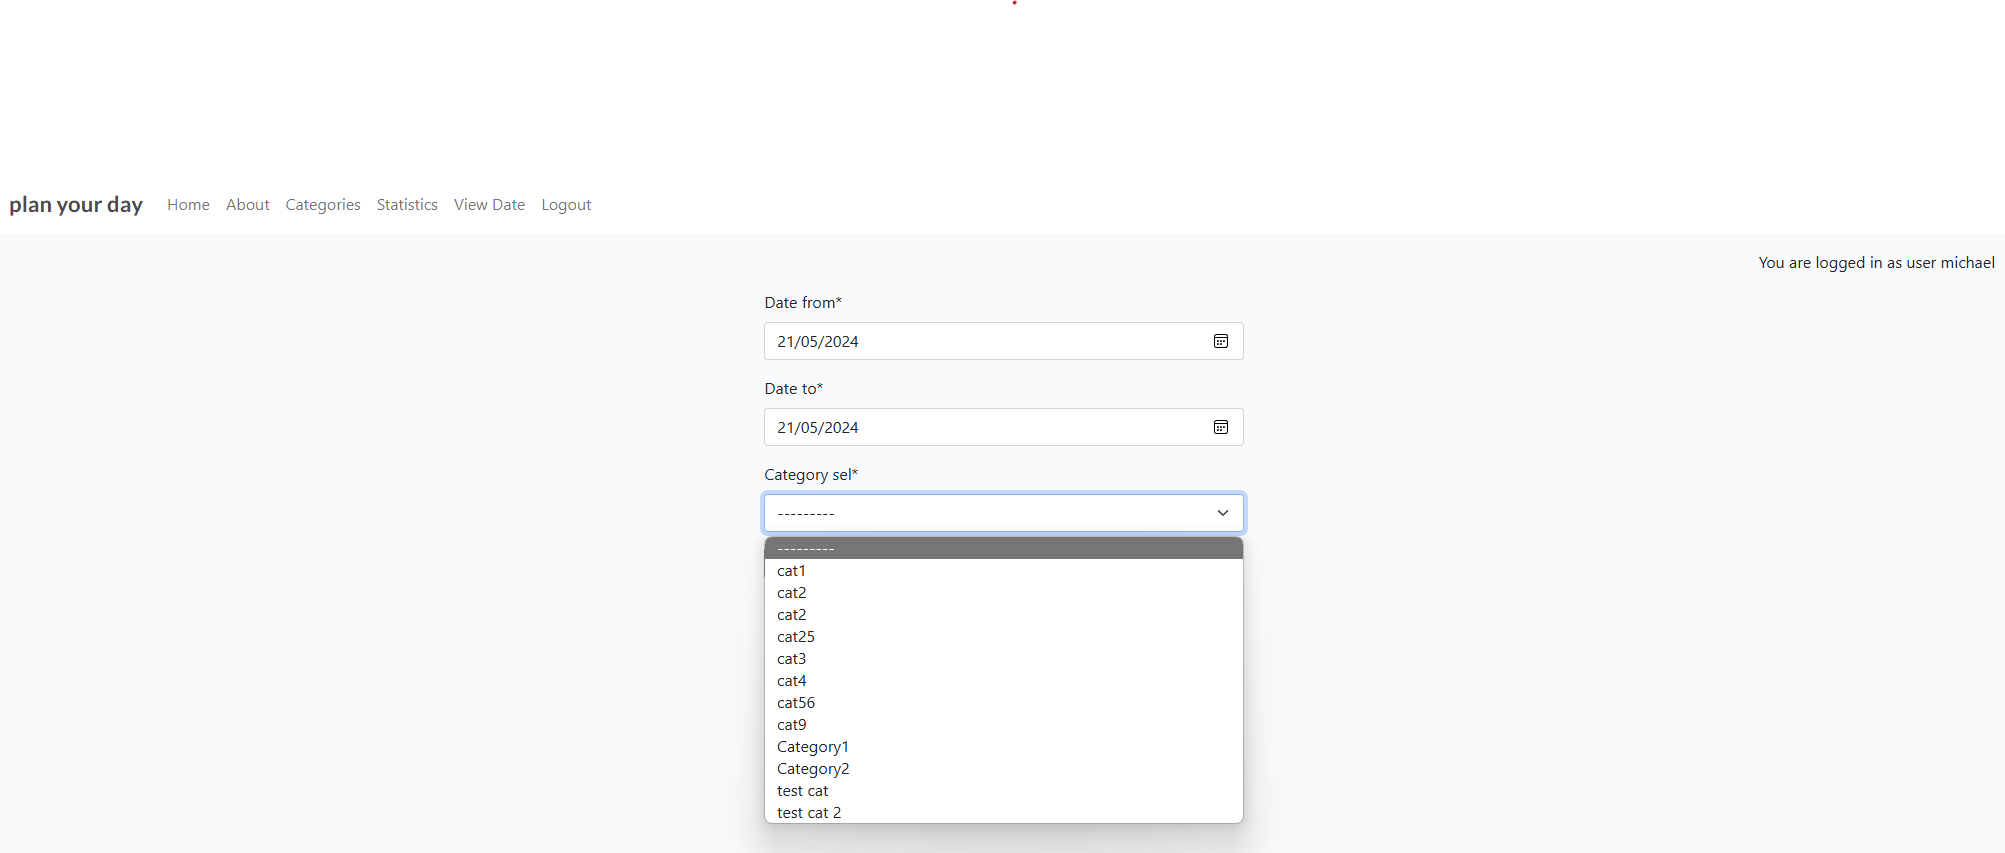 plan your day Home About Categories Statistics View Date Logout
You are logged in as user michael
Date from*
21/05/2024
Date to*
21/05/2024
Category sel*
---------
---------
cat1
cat2
cat2
cat25
cat3
cat4
cat56
cat9
Category1
Category2
test cat
test cat 2